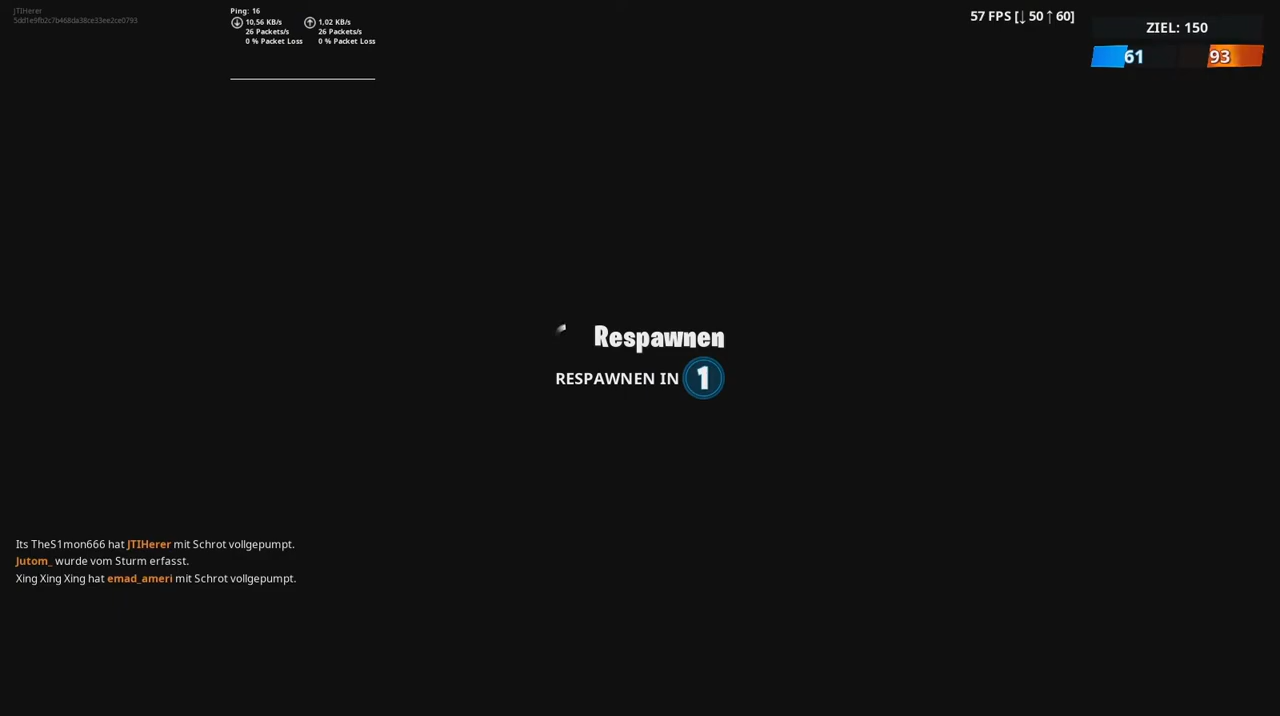 JTIHerer
5dd1e9fb2c7b468da38ce33ee2ce0793
Ping: 16
10,56 KB/s 1,02 KB/s
26 Packets/s 26 Packets/s
0 % Packet Loss 0 % Packet Loss
57 FPS [↓ 50 ↑ 60]
ZIEL: 150
61 93
Respawnen
RESPAWNEN IN 1
Its TheS1mon666 hat JTIHerer mit Schrot vollgepumpt.
Jutom_ wurde vom Sturm erfasst.
Xing Xing Xing hat emad_ameri mit Schrot vollgepumpt.